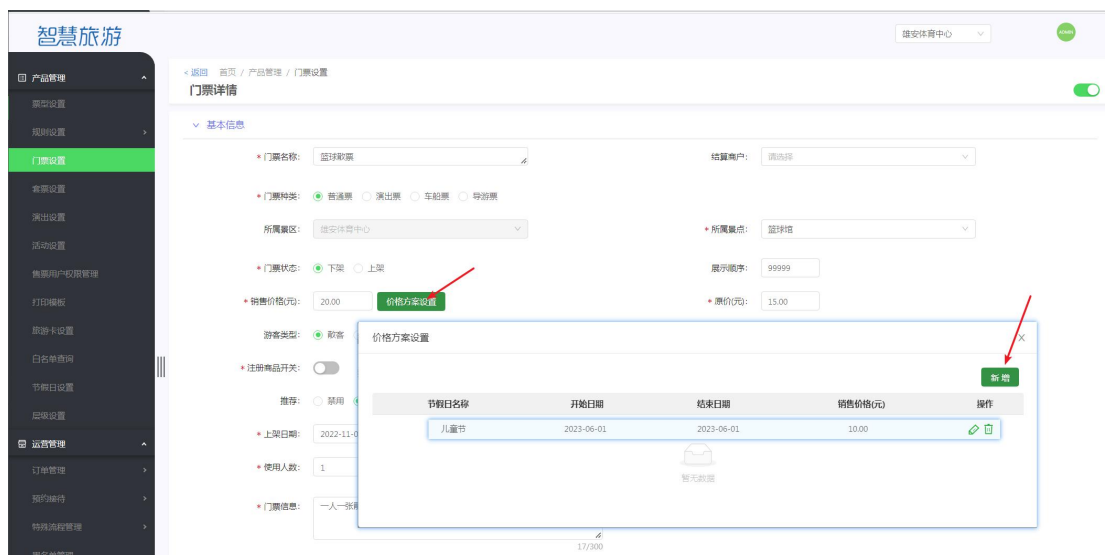 智慧旅游
雄安体育中心
ADMIN
产品管理
票型设置
规则设置
门票设置
套票设置
演出设置
活动设置
售票用户权限管理
打印模板
旅游卡设置
白名单查询
节假日设置
层级设置
运营管理
订单管理
预约接待
特殊流程管理
黑名单管理
< 返回 首页 / 产品管理 / 门票设置
门票详情
基本信息
* 门票名称: 篮球散票 结算商户: 请选择
* 门票种类: 普通票 演出票 车船票 导游票
所属景区: 雄安体育中心 * 所属景点: 篮球馆
* 门票状态: 下架 上架 展示顺序: 99999
* 销售价格(元): 20.00 价格方案设置 * 原价(元): 15.00
游客类型: 散客
* 注册商品开关:
推荐: 禁用
* 上架日期: 2022-11-0
* 使用人数: 1
* 门票信息: 一人一张
17/300
价格方案设置
新增
节假日名称 开始日期 结束日期 销售价格(元) 操作
儿童节 2023-06-01 2023-06-01 10.00
暂无数据